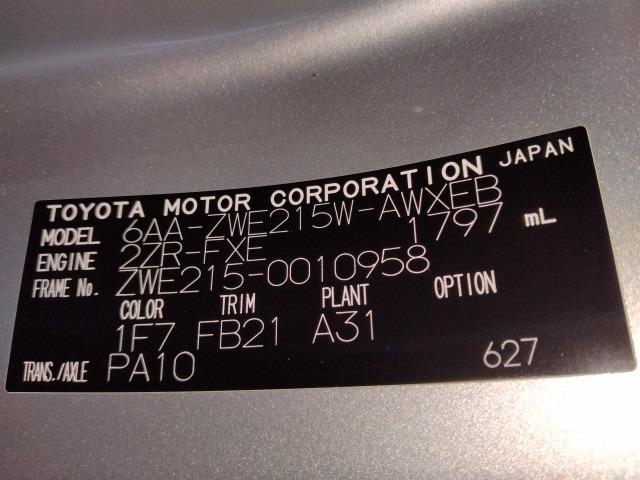 TOYOTA MOTOR CORPORATION JAPAN
MODEL 6AA-ZWE215W-AWXEB
ENGINE 2ZR-FXE 1797 mL
FRAME No. ZWE215-0010958
COLOR TRIM PLANT OPTION
1F7 FB21 A31
TRANS./AXLE PA10 627